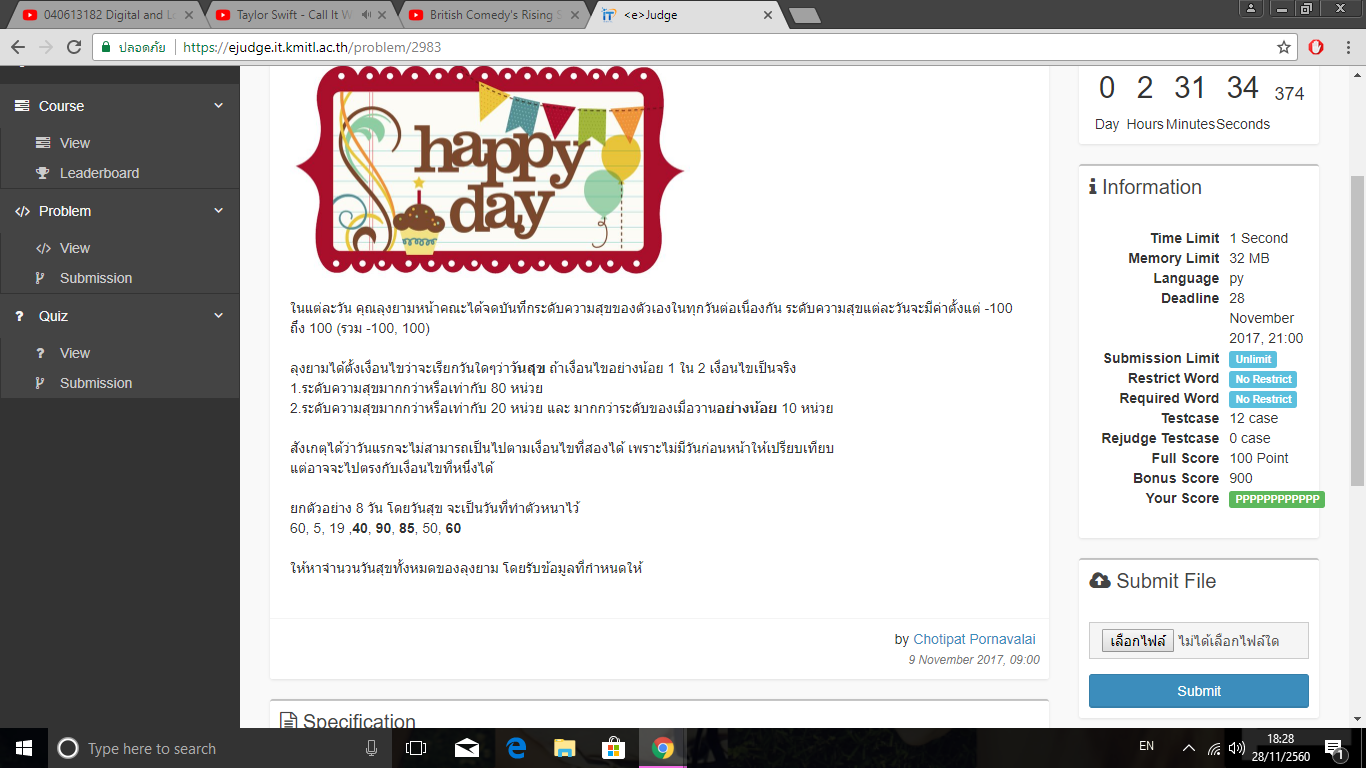 040613182 Digital and L
Taylor Swift - Call It W
British Comedy's Rising S
<e>Judge
ปลอดภัย
https://ejudge.it.kmitl.ac.th/problem/2983
Course
View
Leaderboard
Problem
View
Submission
Quiz
View
Submission
happy
day
ในแต่ละวัน คุณลุงยามหน้าคณะได้จดบันทึกระดับความสุขของตัวเองในทุกวันต่อเนื่องกัน ระดับความสุขแต่ละวันจะมีค่าตั้งแต่ -100
ถึง 100 (รวม -100, 100)
ลุงยามได้ตั้งเงื่อนไขว่าจะเรียกวันใดๆว่าวันสุข ถ้าเงื่อนไขอย่างน้อย 1 ใน 2 เงื่อนไขเป็นจริง
1.ระดับความสุขมากกว่าหรือเท่ากับ 80 หน่วย
2.ระดับความสุขมากกว่าหรือเท่ากับ 20 หน่วย และ มากกว่าระดับของเมื่อวานอย่างน้อย 10 หน่วย
สังเกตุได้ว่าวันแรกจะไม่สามารถเป็นไปตามเงื่อนไขที่สองได้ เพราะไม่มีวันก่อนหน้าให้เปรียบเทียบ
แต่อาจจะไปตรงกับเงื่อนไขที่หนึ่งได้
ยกตัวอย่าง 8 วัน โดยวันสุข จะเป็นวันที่ทำตัวหนาไว้
60, 5, 19 ,40, 90, 85, 50, 60
ให้หาจำนวนวันสุขทั้งหมดของลุงยาม โดยรับข้อมูลที่กำหนดให้
by Chotipat Pornavalai
9 November 2017, 09:00
Specification
0 2 31 34 374
Day Hours Minutes Seconds
Information
Time Limit 1 Second
Memory Limit 32 MB
Language py
Deadline 28
November
2017, 21:00
Submission Limit Unlimit
Restrict Word No Restrict
Required Word No Restrict
Testcase 12 case
Rejudge Testcase 0 case
Full Score 100 Point
Bonus Score 900
Your Score PPPPPPPPPPPP
Submit File
เลือกไฟล์ ไม่ได้เลือกไฟล์ใด
Submit
Type here to search
EN
18:28
28/11/2560
1